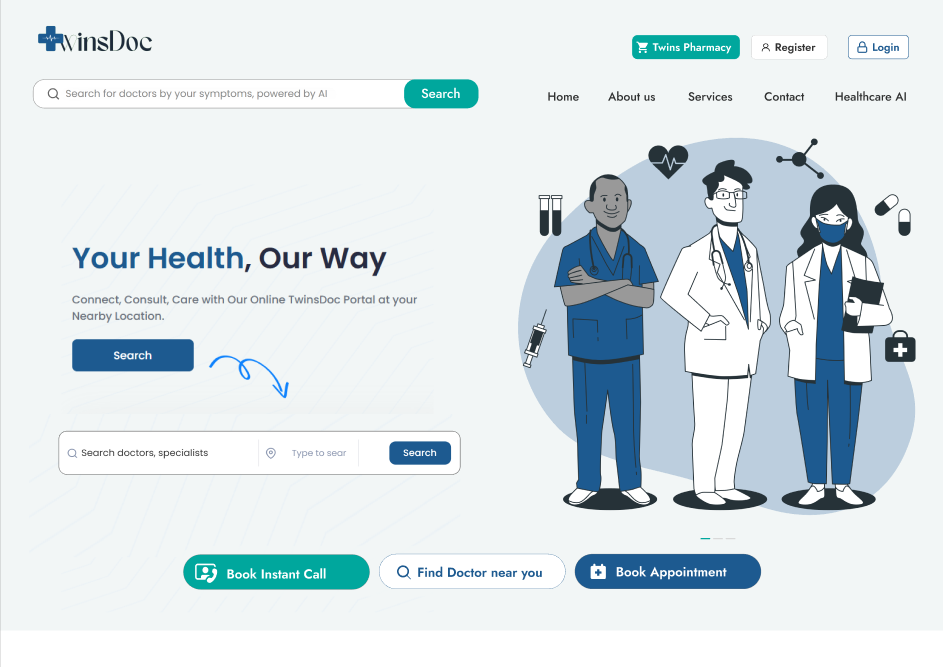 TwinsDoc
Twins Pharmacy
Register
Login
Search for doctors by your symptoms, powered by AI
Search
Home
About us
Services
Contact
Healthcare AI
Your Health, Our Way
Connect, Consult, Care with Our Online TwinsDoc Portal at your
Nearby Location.
Search
Search doctors, specialists
Type to sear
Search
Book Instant Call
Find Doctor near you
Book Appointment